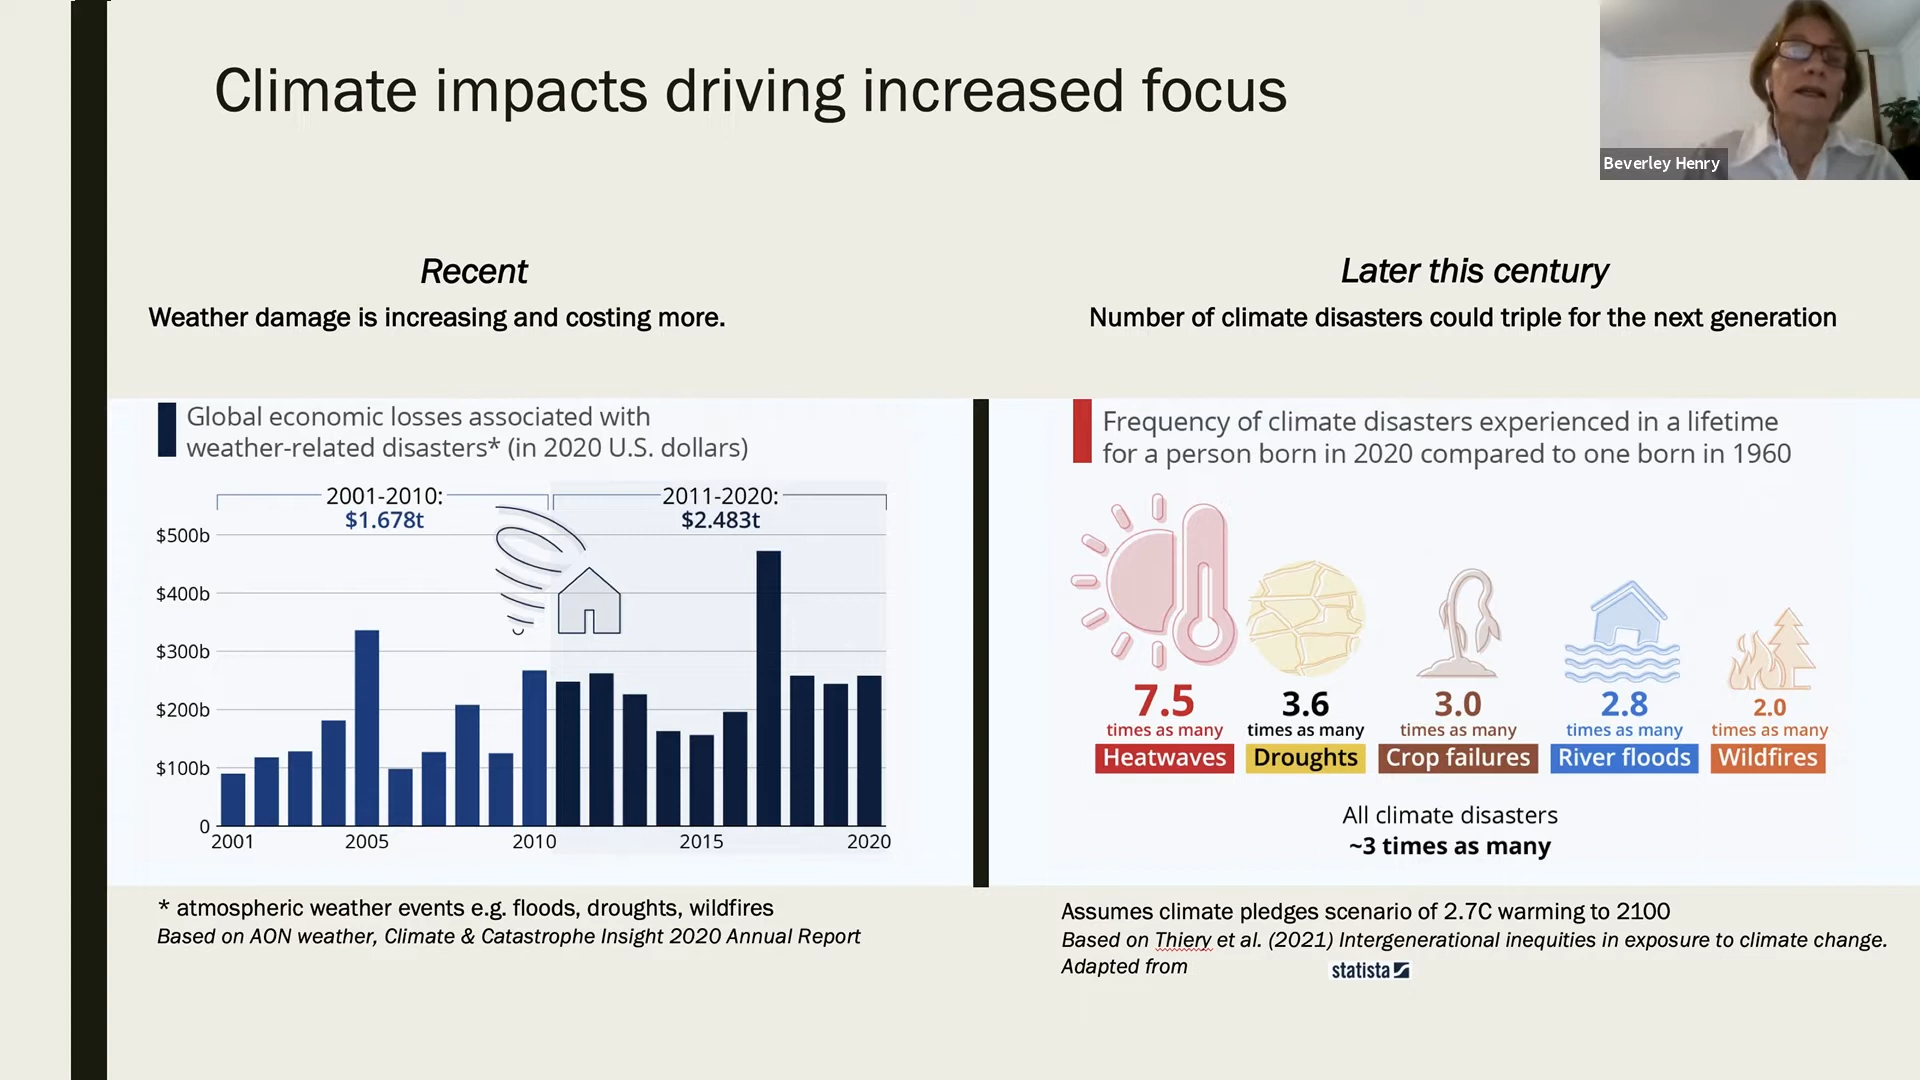 Climate impacts driving increased focus
Beverley Henry
Recent
Weather damage is increasing and costing more.
Later this century
Number of climate disasters could triple for the next generation
Global economic losses associated with
weather-related disasters* (in 2020 U.S. dollars)
2001-2010:
$1.678t
2011-2020:
$2.483t
$500b
$400b
$300b
$200b
$100b
0
2001
2005
2010
2015
2020
* atmospheric weather events e.g. floods, droughts, wildfires
Based on AON weather, Climate & Catastrophe Insight 2020 Annual Report
Frequency of climate disasters experienced in a lifetime
for a person born in 2020 compared to one born in 1960
7.5
times as many
Heatwaves
3.6
times as many
Droughts
3.0
times as many
Crop failures
2.8
times as many
River floods
2.0
times as many
Wildfires
All climate disasters
~3 times as many
Assumes climate pledges scenario of 2.7C warming to 2100
Based on Thiery et al. (2021) Intergenerational inequities in exposure to climate change.
Adapted from
statista